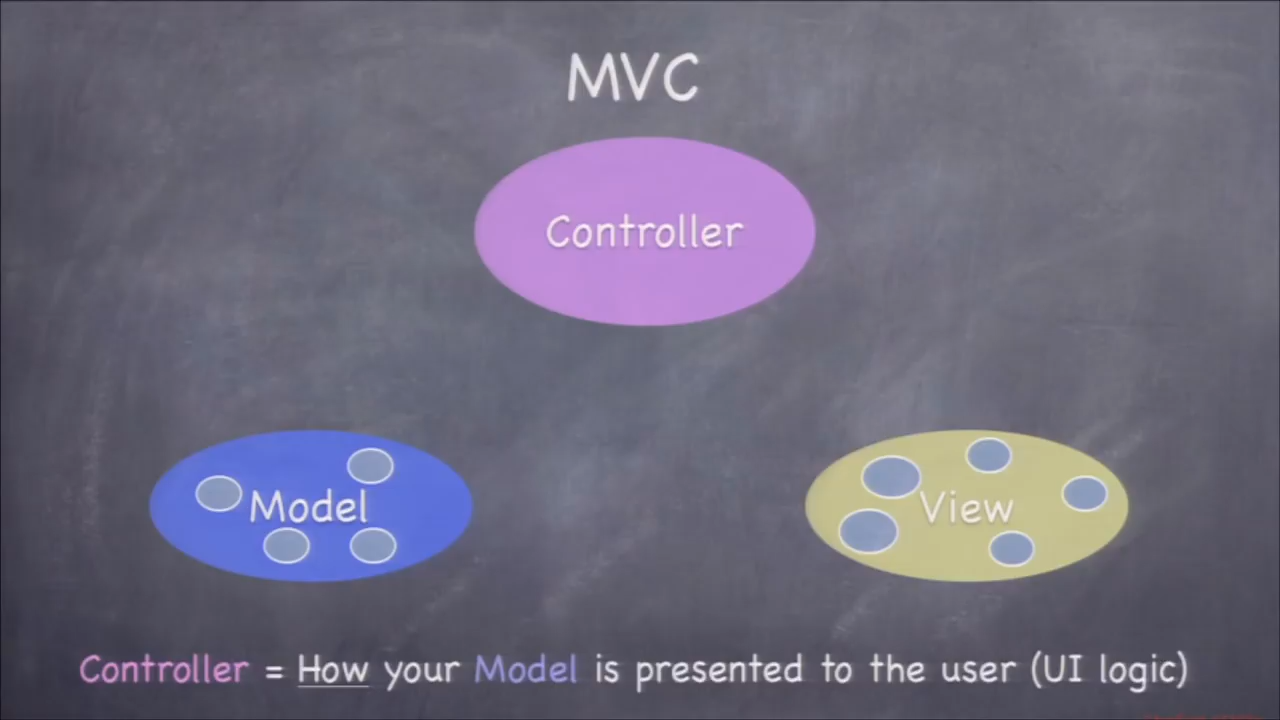 MVC
Controller
Model
View
Controller = How your Model is presented to the user (UI logic)